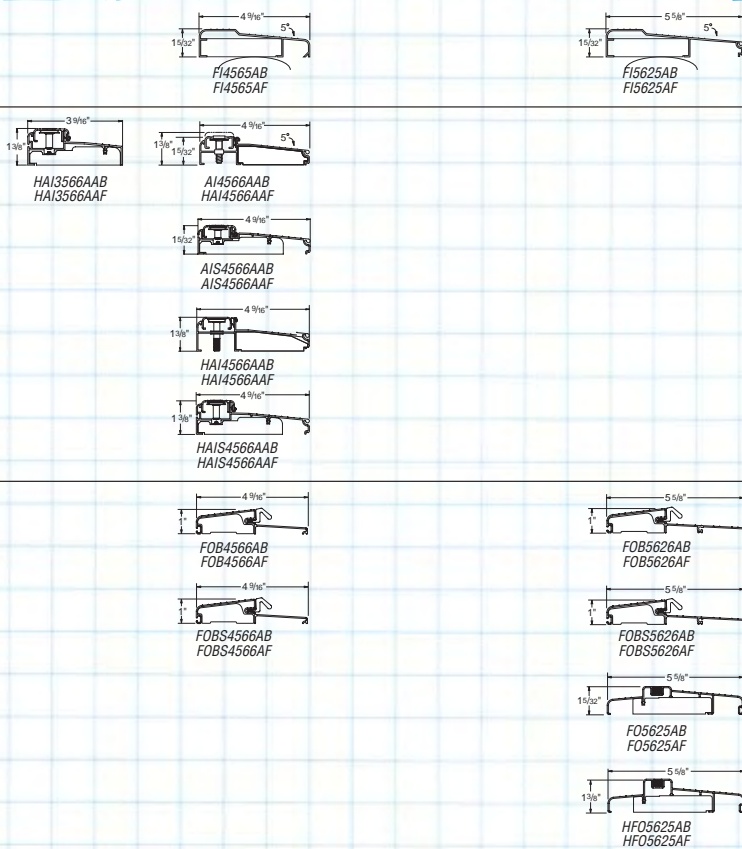 4 9/16"
5°
1 5/32"
FI4565AB
FI4565AF
5 5/8"
5°
1 5/32"
FI5625AB
FI5625AF
3 9/16"
1 3/8"
HAI3566AAB
HAI3566AAF
4 9/16"
5°
1 3/8"
1 5/32"
AI4566AAB
HAI4566AAF
4 9/16"
1 5/32"
AIS4566AAB
AIS4566AAF
4 9/16"
1 3/8"
HAI4566AAB
HAI4566AAF
4 9/16"
1 3/8"
HAIS4566AAB
HAIS4566AAF
4 9/16"
1"
FOB4566AB
FOB4566AF
5 5/8"
1"
FOB5626AB
FOB5626AF
4 9/16"
1"
FOBS4566AB
FOBS4566AF
5 5/8"
1"
FOBS5626AB
FOBS5626AF
5 5/8"
1 5/32"
FO5625AB
FO5625AF
5 5/8"
1 3/8"
HFO5625AB
HFO5625AF